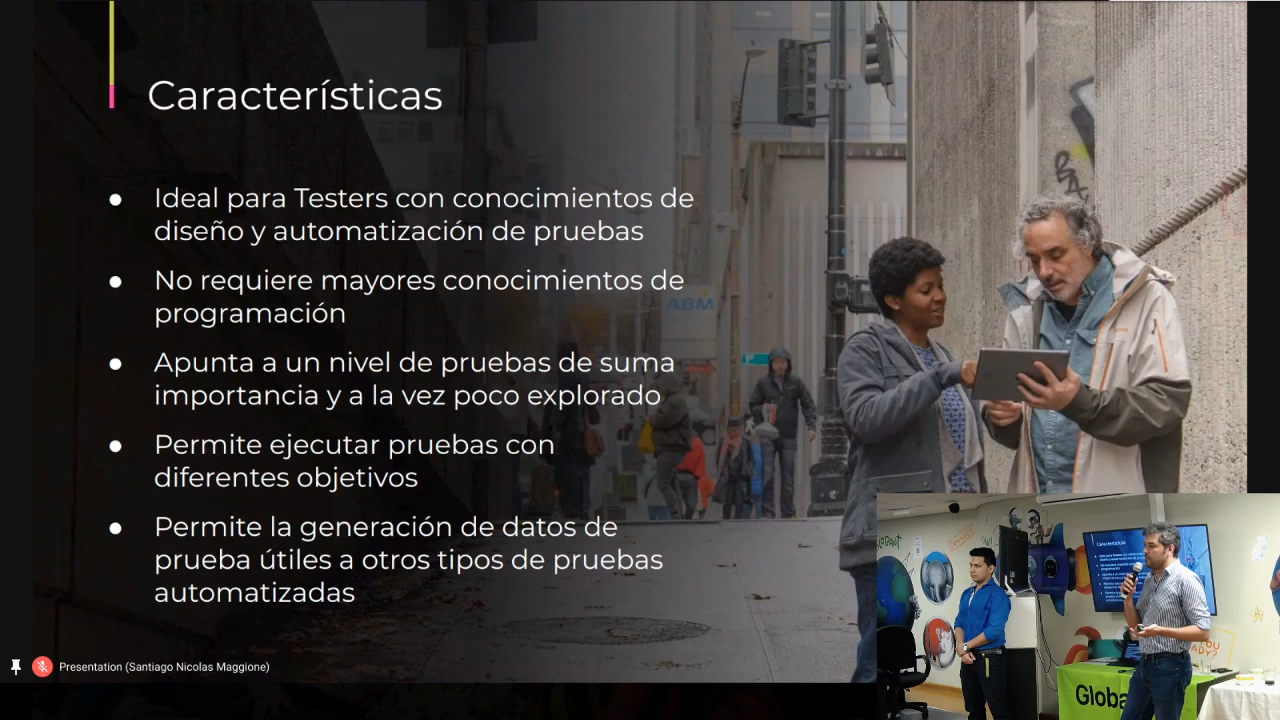 Características
● Ideal para Testers con conocimientos de
diseño y automatización de pruebas
● No requiere mayores conocimientos de
programación
● Apunta a un nivel de pruebas de suma
importancia y a la vez poco explorado
● Permite ejecutar pruebas con
diferentes objetivos
● Permite la generación de datos de
prueba útiles a otros tipos de pruebas
automatizadas
ABM
Presentation (Santiago Nicolas Maggione)
Características
Globa